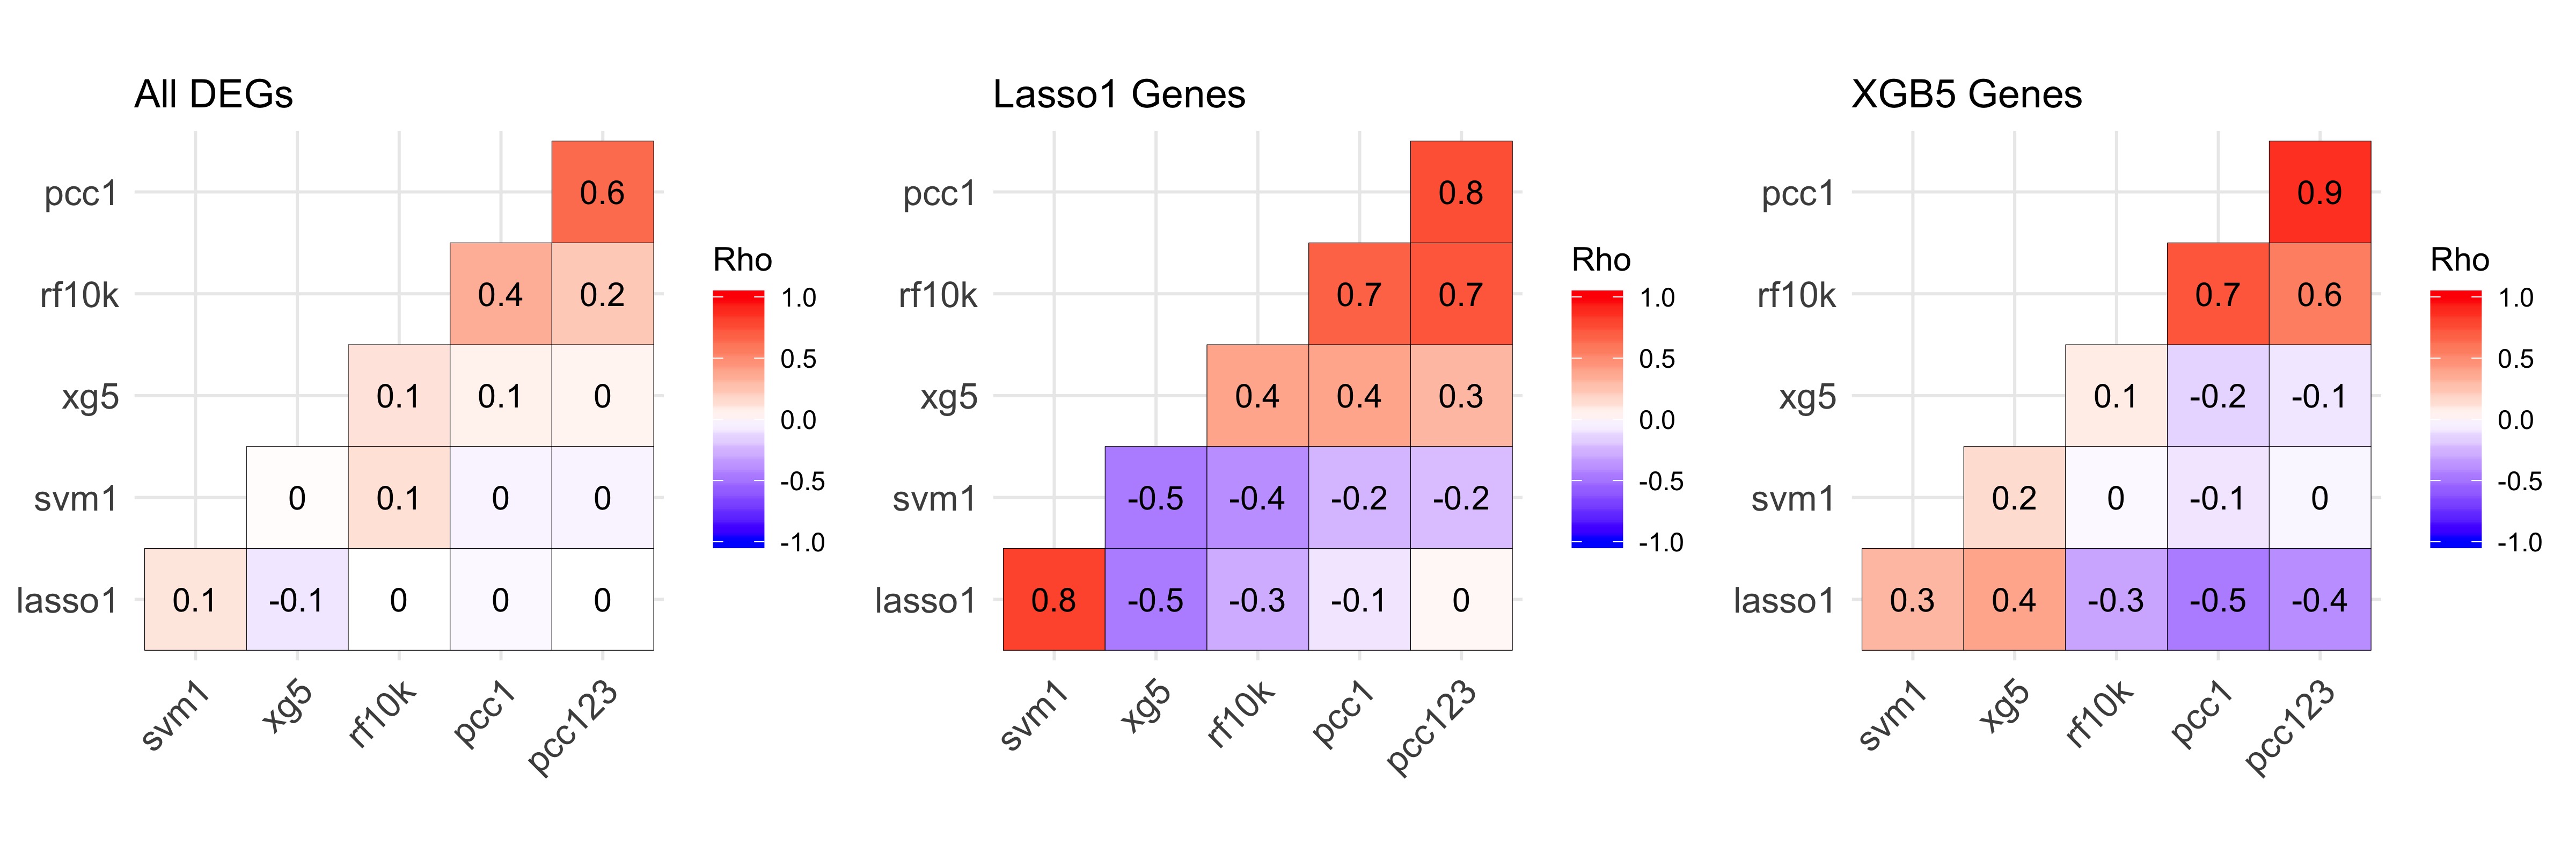 All DEGs
pcc1 0.6
rf10k 0.4 0.2
xg5 0.1 0.1 0
svm1 0 0.1 0 0
lasso1 0.1 -0.1 0 0 0
svm1 xg5 rf10k pcc1 pcc123
Rho
1.0
0.5
0.0
-0.5
-1.0
Lasso1 Genes
pcc1 0.8
rf10k 0.7 0.7
xg5 0.4 0.4 0.3
svm1 -0.5 -0.4 -0.2 -0.2
lasso1 0.8 -0.5 -0.3 -0.1 0
svm1 xg5 rf10k pcc1 pcc123
Rho
1.0
0.5
0.0
-0.5
-1.0
XGB5 Genes
pcc1 0.9
rf10k 0.7 0.6
xg5 0.1 -0.2 -0.1
svm1 0.2 0 -0.1 0
lasso1 0.3 0.4 -0.3 -0.5 -0.4
svm1 xg5 rf10k pcc1 pcc123
Rho
1.0
0.5
0.0
-0.5
-1.0